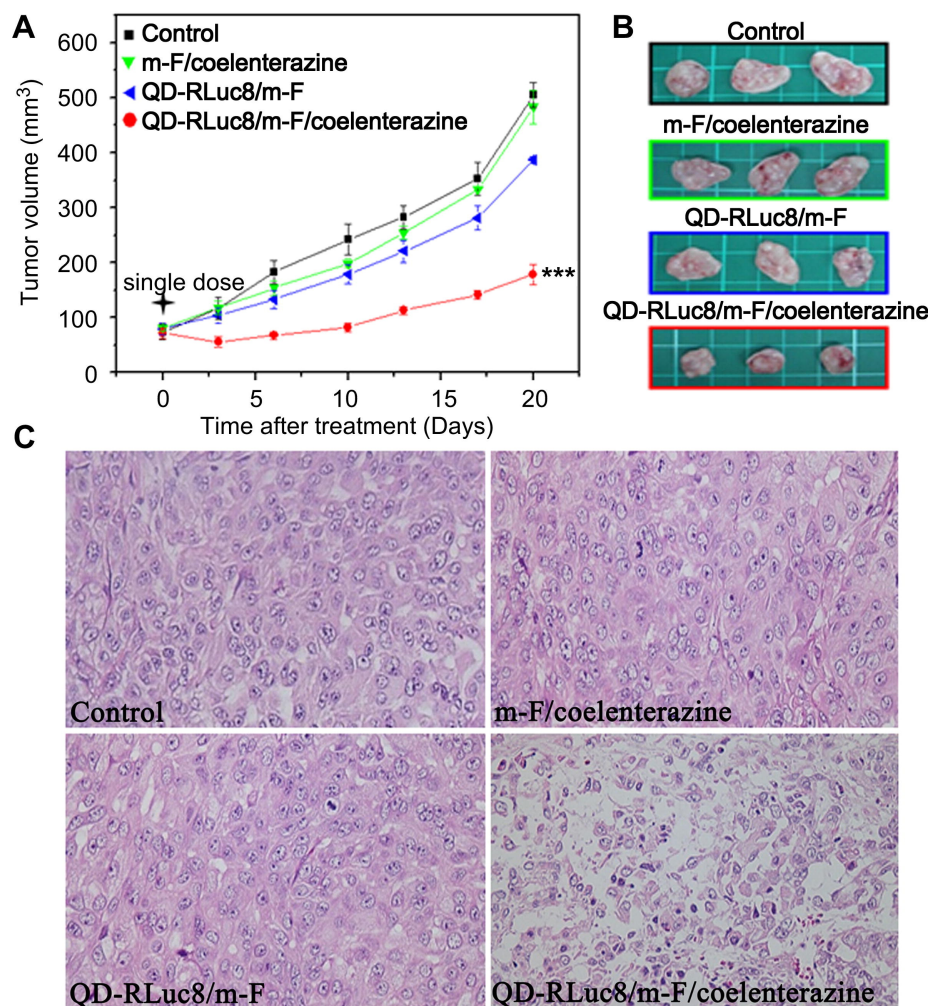 A
600
500
400
300
200
100
0
Tumor volume (mm³)
Control
m-F/coelenterazine
QD-RLuc8/m-F
QD-RLuc8/m-F/coelenterazine
single dose
***
0 5 10 15 20
Time after treatment (Days)
B
Control
m-F/coelenterazine
QD-RLuc8/m-F
QD-RLuc8/m-F/coelenterazine
C
Control
m-F/coelenterazine
QD-RLuc8/m-F
QD-RLuc8/m-F/coelenterazine